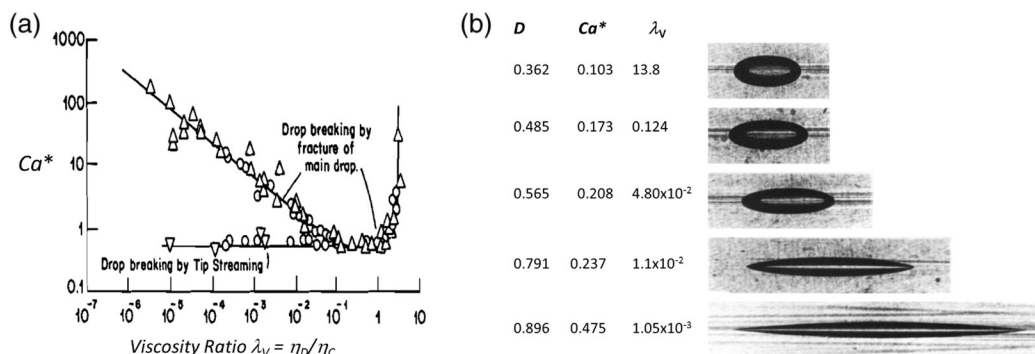 (a)
1000
100
10
1
0.1
Ca*
Drop breaking by
fracture of
main drop.
Drop breaking by Tip Streaming
10⁻⁷ 10⁻⁶ 10⁻⁵ 10⁻⁴ 10⁻³ 10⁻² 10⁻¹ 1 10
Viscosity Ratio λᵥ = η_D/η_C
(b)
D Ca* λᵥ
0.362 0.103 13.8
0.485 0.173 0.124
0.565 0.208 4.80x10⁻²
0.791 0.237 1.1x10⁻²
0.896 0.475 1.05x10⁻³